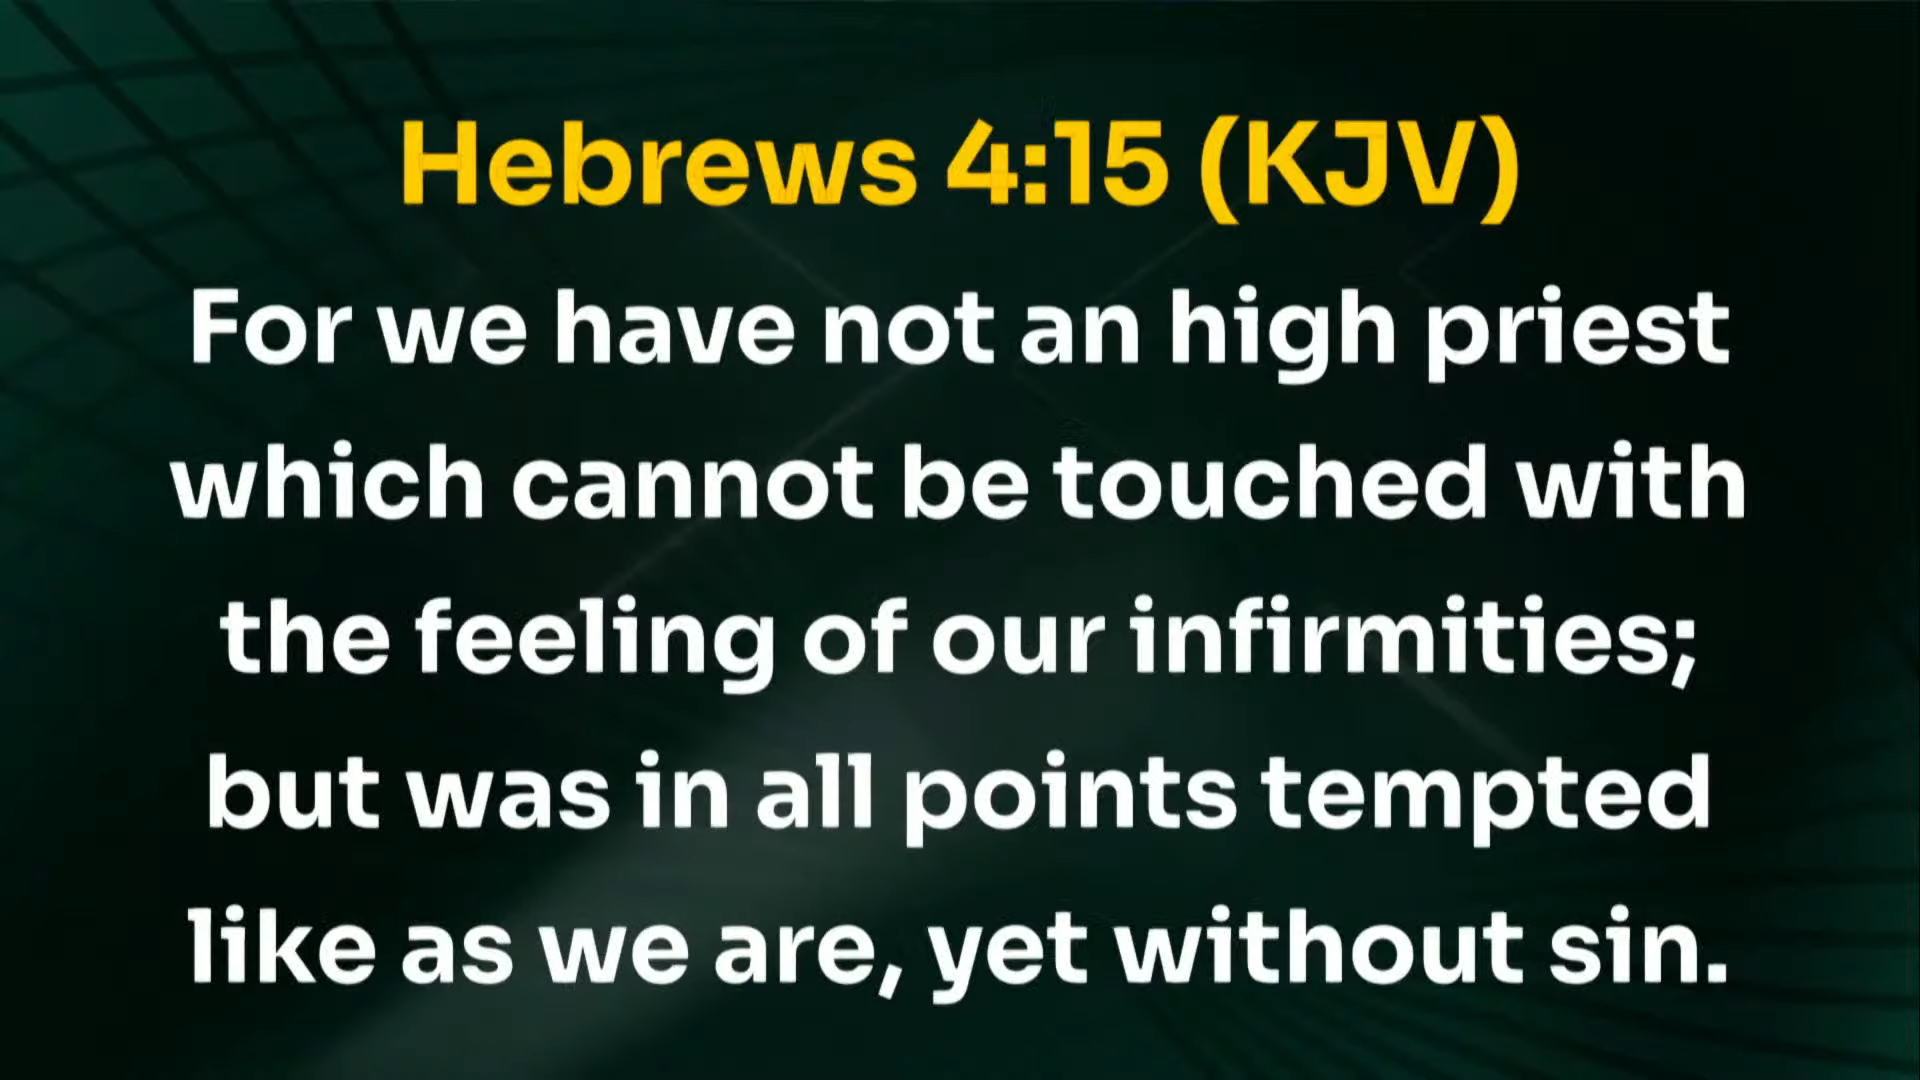 Hebrews 4:15 (KJV)
For we have not an high priest
which cannot be touched with
the feeling of our infirmities;
but was in all points tempted
like as we are, yet without sin.